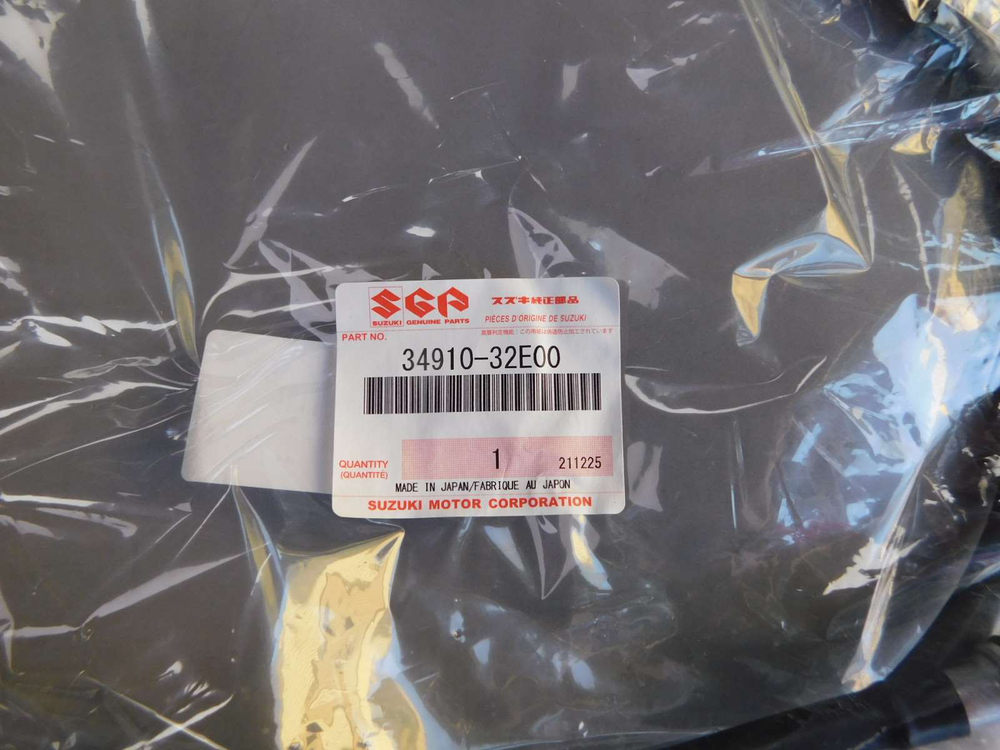 SGP スズキ純正部品
SUZUKI GENUINE PARTS PIÈCES D'ORIGINE DE SUZUKI
PART NO.
34910-32E00
QUANTITY 1 211225
(QUANTITÉ)
MADE IN JAPAN/FABRIQUE AU JAPON
SUZUKI MOTOR CORPORATION